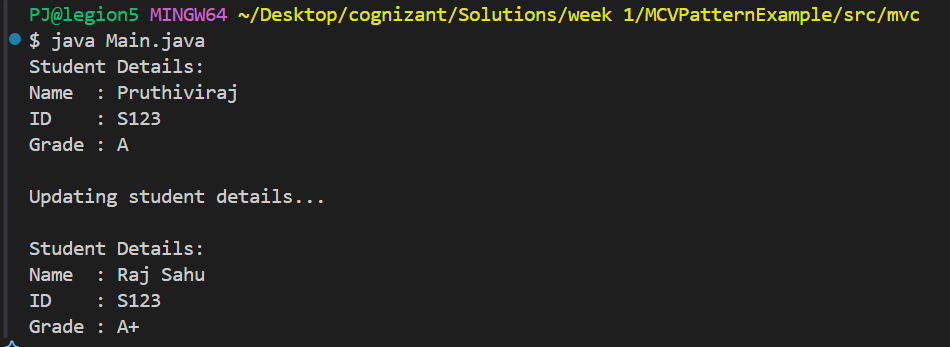 PJ@legion5 MINGW64 ~/Desktop/cognizant/Solutions/week 1/MCVPatternExample/src/mvc
$ java Main.java
Student Details:
Name  : Pruthiviraj
ID    : S123
Grade : A

Updating student details...

Student Details:
Name  : Raj Sahu
ID    : S123
Grade : A+